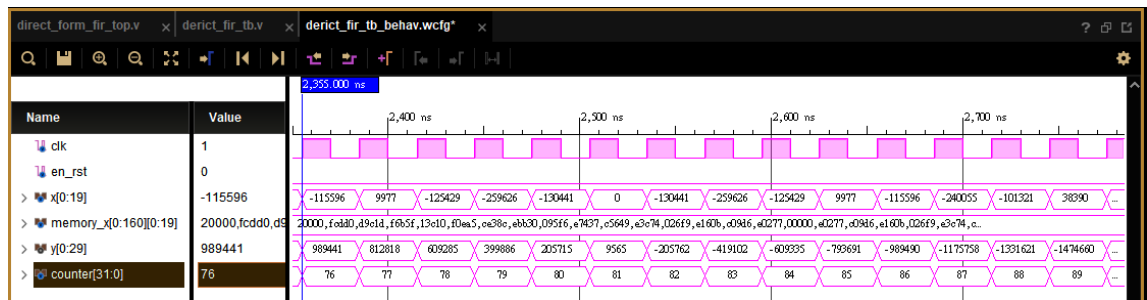 direct_form_fir_top.v × derict_fir_tb.v × derict_fir_tb_behav.wcfg* ×
2,355.000 ns
Name Value 2,400 ns 2,500 ns 2,600 ns 2,700 ns
clk 1
en_rst 0
x[0:19] -115596 -115596 9977 -125429 -259626 -130441 0 -130441 -259626 -125429 9977 -115596 -240055 -101321 38390 ...
memory_x[0:160][0:19] 20000,fcdd0,d9 20000,fcdd0,d9c1d,f6b5f,13c10,f0ea5,ce38c,ebb30,095f6,e7437,c5649,e3c74,026f9,e160b,c09d6,e0277,00000,e0277,c09d6,e160b,026f9,e3c74,c...
y[0:29] 989441 989441 812818 609285 399886 205715 9565 -205762 -419102 -609335 -793691 -989490 -1175758 -1331621 -1474660 ...
counter[31:0] 76 76 77 78 79 80 81 82 83 84 85 86 87 88 89 ...